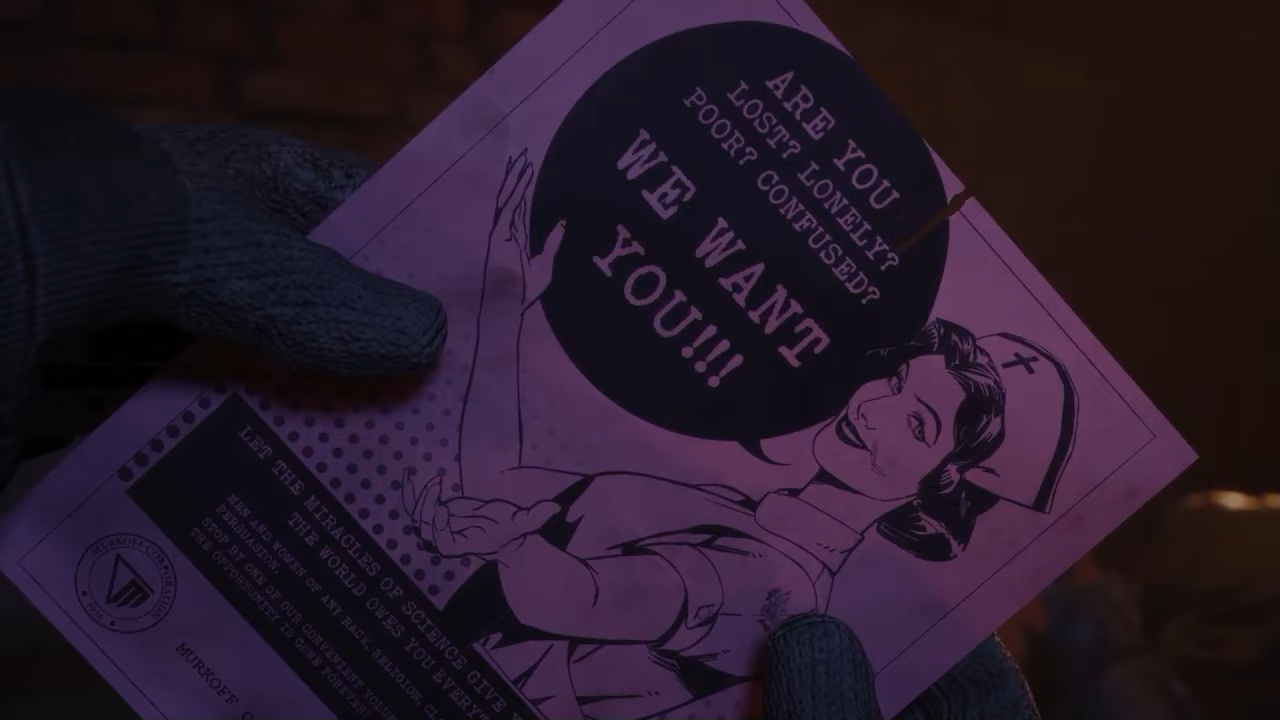 ARE YOU
LOST? LONELY?
POOR? CONFUSED?
WE WANT
YOU!!!
LET THE MIRACLES OF SCIENCE GIVE
THE WORLD OWES YOU
MEN AND WOMEN OF ANY RACE, RELIGION,
PERSUASION.
STOP BY ONE OF OUR CONVENIENT
THE OPPORTUNITY IS GONE
MURKOFF CORPORATION
MURKOFF